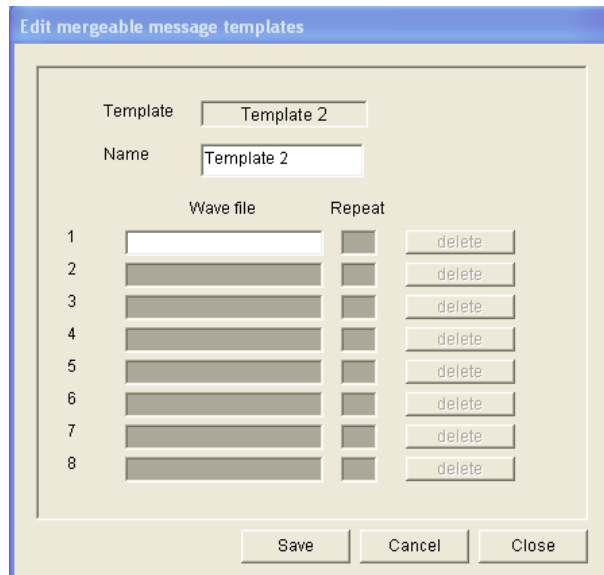 Edit mergeable message templates
Template Template 2
Name Template 2
Wave file Repeat
1 delete
2 delete
3 delete
4 delete
5 delete
6 delete
7 delete
8 delete
Save Cancel Close